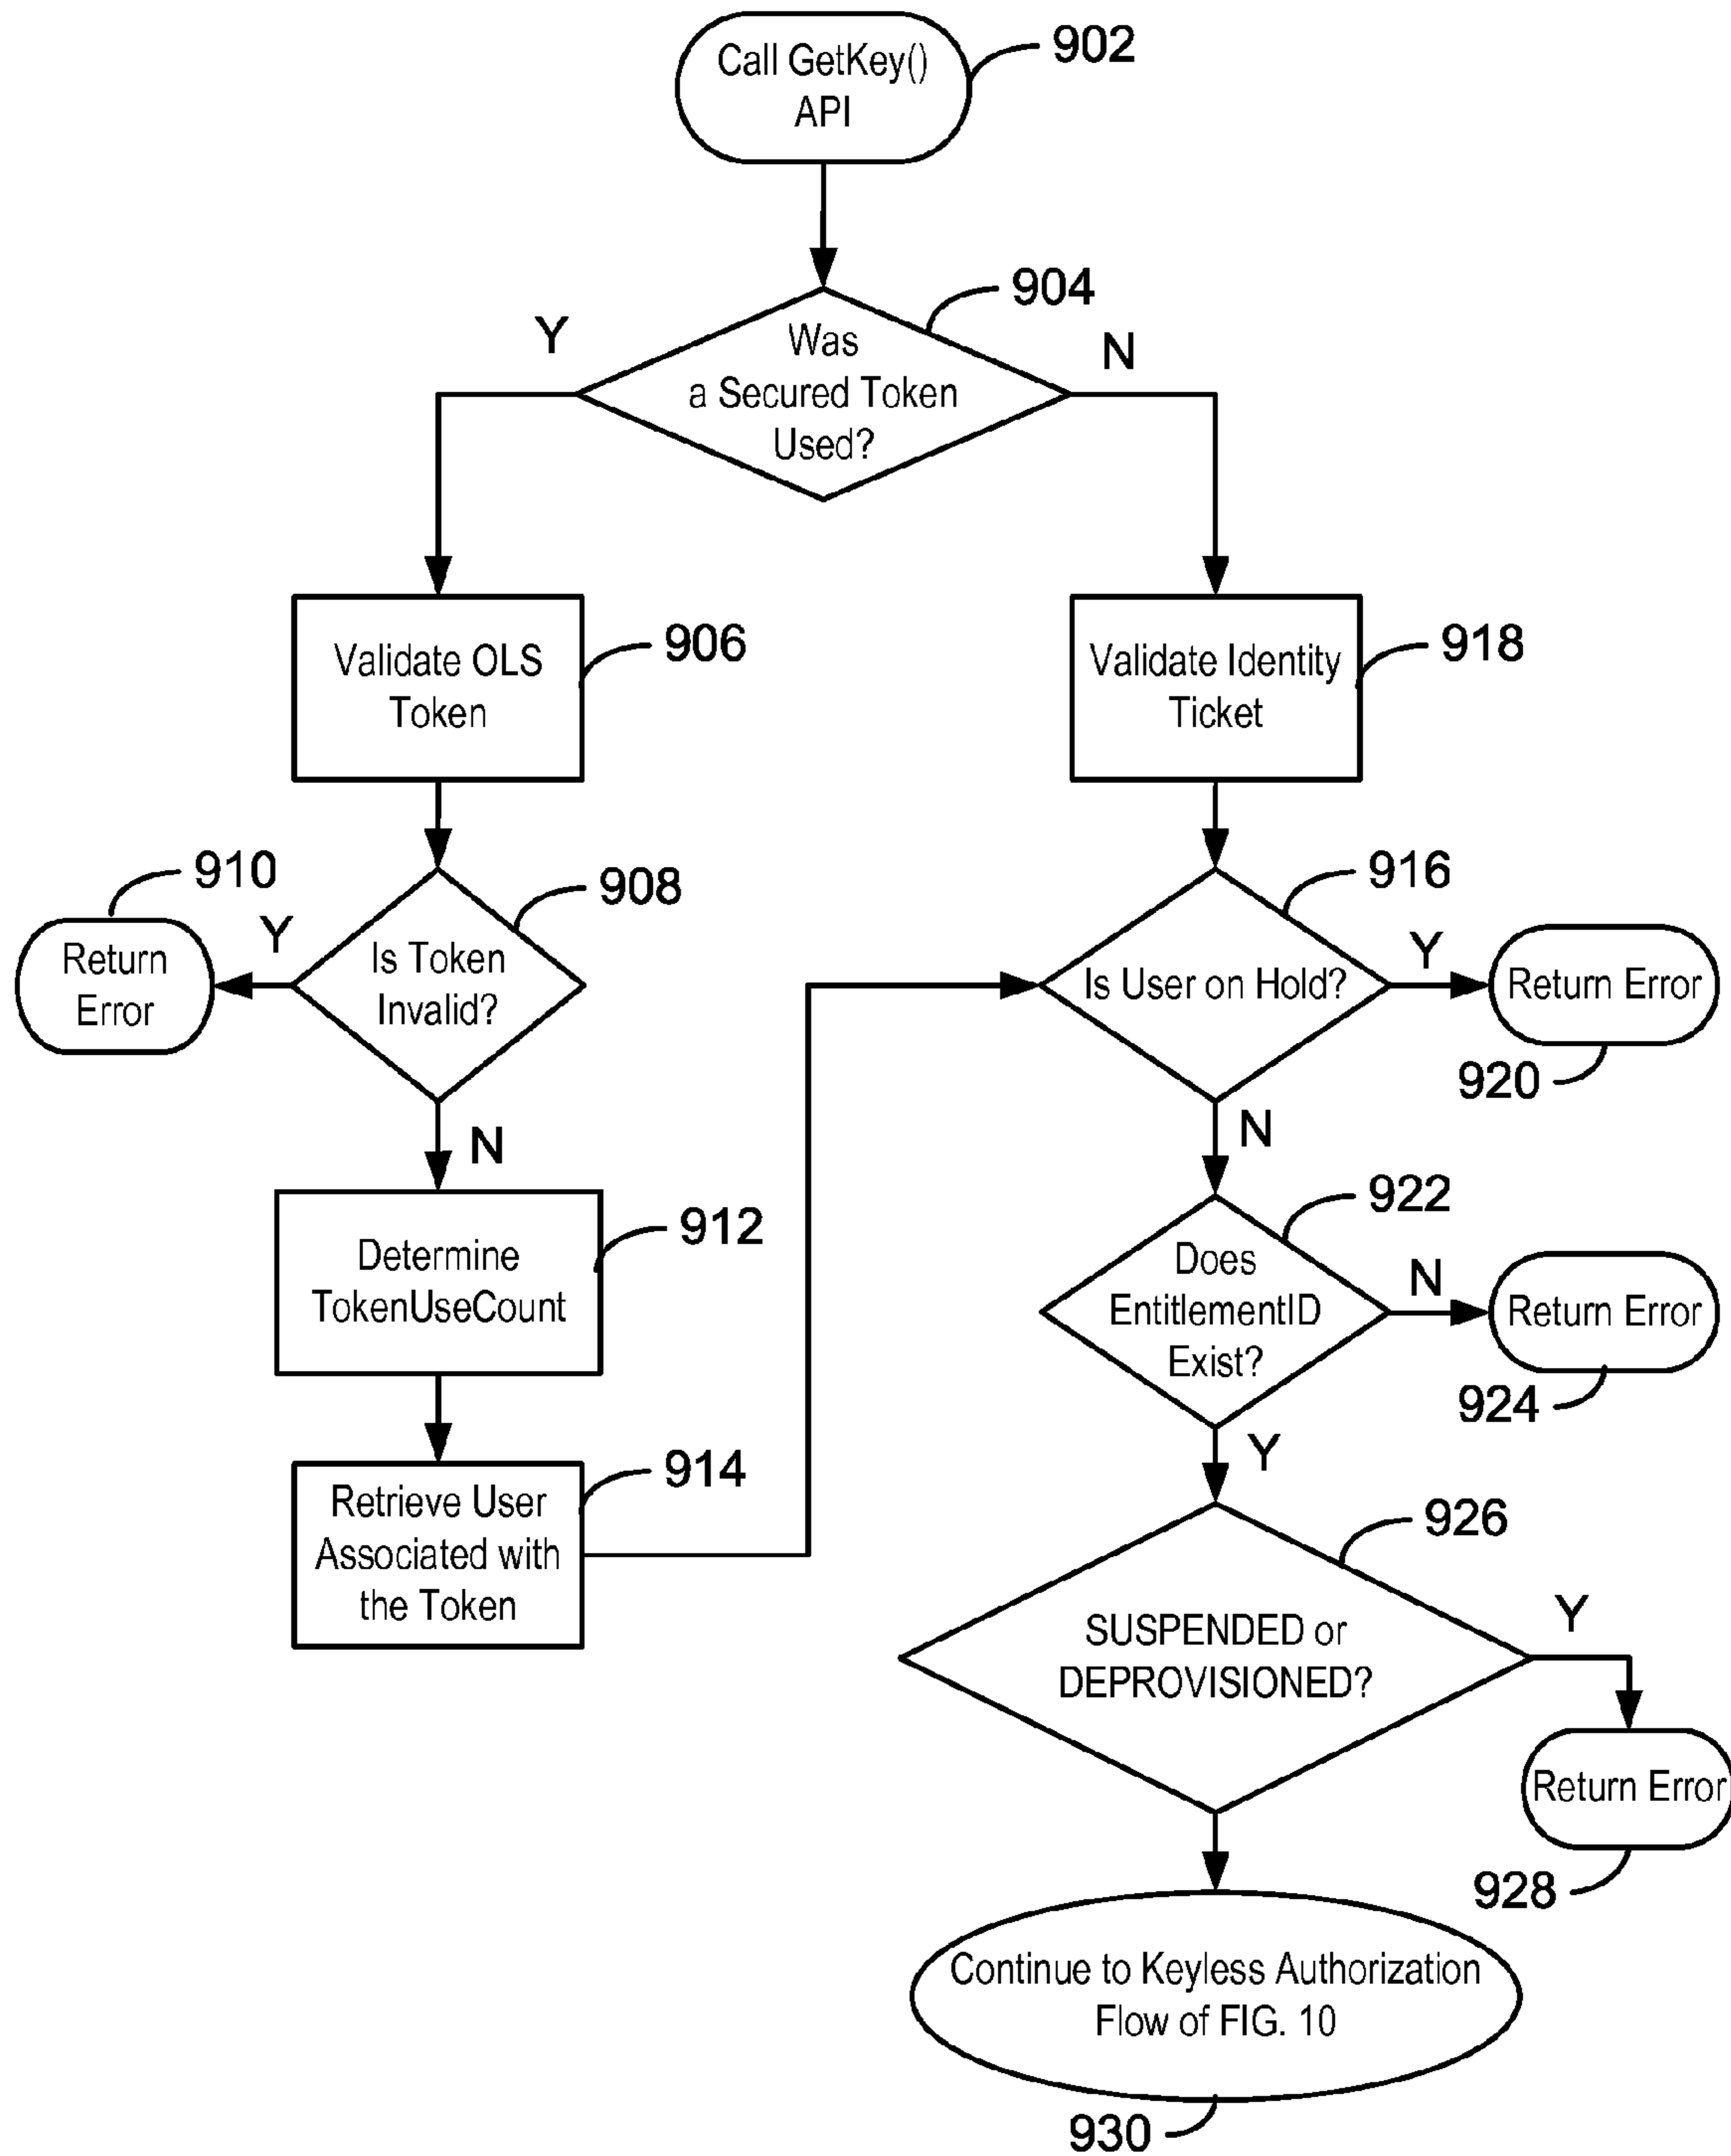 Call GetKey()
API
902
Was
a Secured Token
Used?
904
Y
N
Validate OLS
Token
906
Validate Identity
Ticket
918
910
Return
Error
Y
Is Token
Invalid?
908
N
916
Is User on Hold?
Y
Return Error
920
N
Determine
TokenUseCount
912
922
Does
EntitlementID
Exist?
N
Return Error
924
Y
Retrieve User
Associated with
the Token
914
926
SUSPENDED or
DEPROVISIONED?
Y
Return Error
928
Continue to Keyless Authorization
Flow of FIG. 10
930